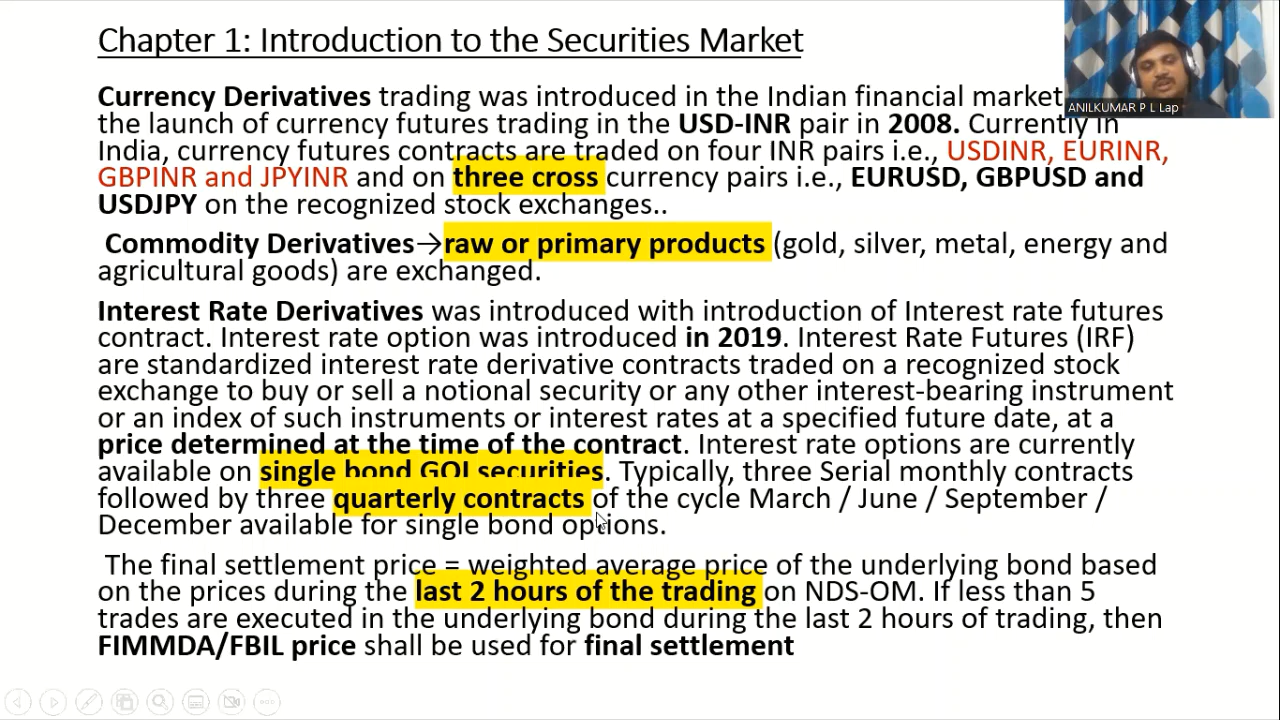 Chapter 1: Introduction to the Securities Market
ANILKUMAR P L Lap
Currency Derivatives trading was introduced in the Indian financial market
the launch of currency futures trading in the USD-INR pair in 2008. Currently in
India, currency futures contracts are traded on four INR pairs i.e., USDINR, EURINR,
GBPINR and JPYINR and on three cross currency pairs i.e., EURUSD, GBPUSD and
USDJPY on the recognized stock exchanges..
Commodity Derivatives→raw or primary products (gold, silver, metal, energy and
agricultural goods) are exchanged.
Interest Rate Derivatives was introduced with introduction of Interest rate futures
contract. Interest rate option was introduced in 2019. Interest Rate Futures (IRF)
are standardized interest rate derivative contracts traded on a recognized stock
exchange to buy or sell a notional security or any other interest-bearing instrument
or an index of such instruments or interest rates at a specified future date, at a
price determined at the time of the contract. Interest rate options are currently
available on single bond GOI securities. Typically, three Serial monthly contracts
followed by three quarterly contracts of the cycle March / June / September /
December available for single bond options.
The final settlement price = weighted average price of the underlying bond based
on the prices during the last 2 hours of the trading on NDS-OM. If less than 5
trades are executed in the underlying bond during the last 2 hours of trading, then
FIMMDA/FBIL price shall be used for final settlement